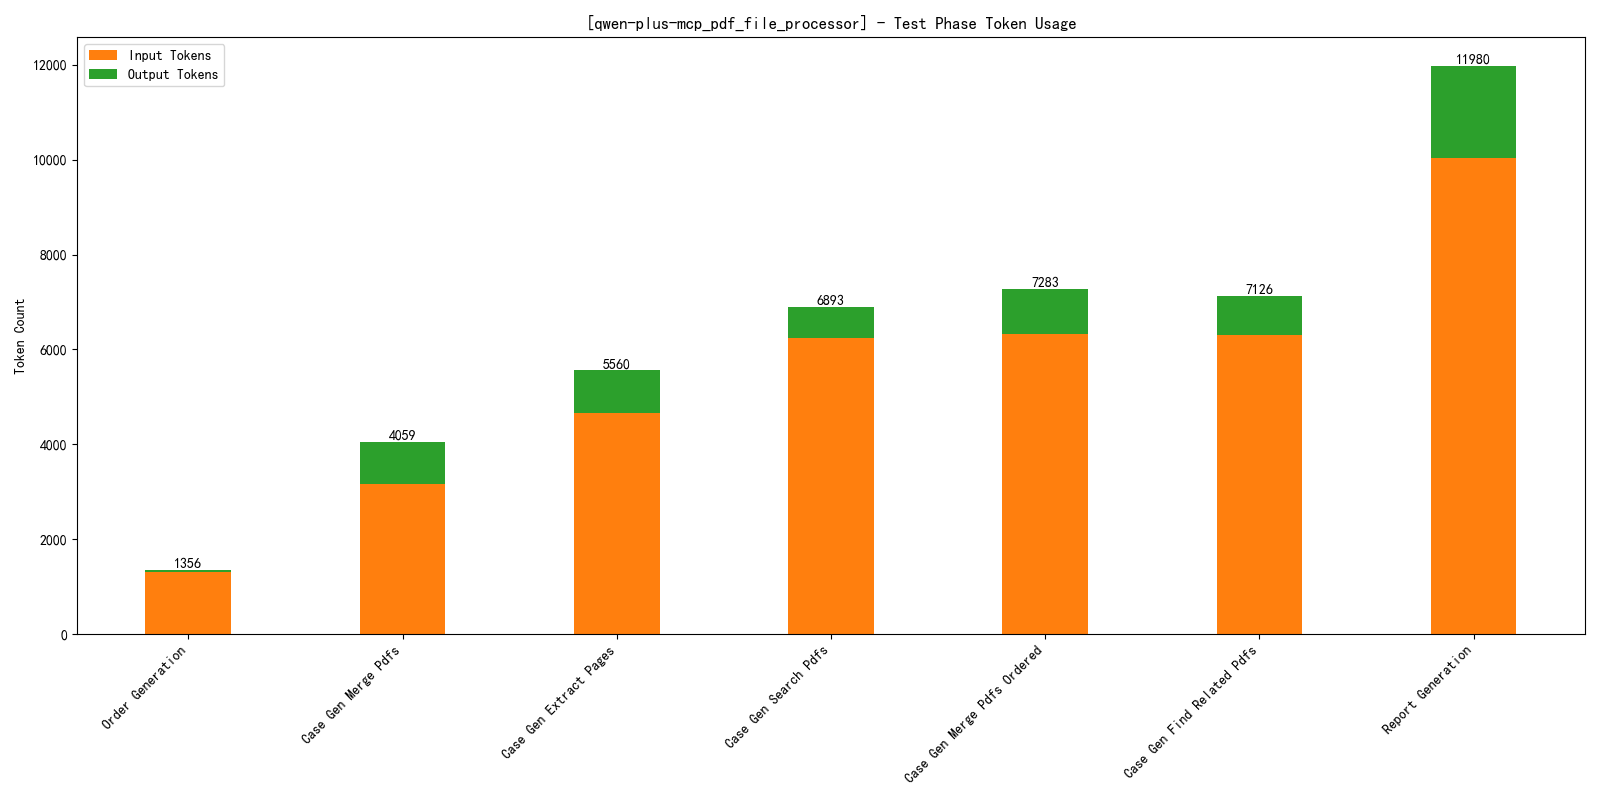 [qwen-plus-mcp_pdf_file_processor] - Test Phase Token Usage
Input Tokens
Output Tokens
Token Count
12000
10000
8000
6000
4000
2000
0
1356
4059
5560
6893
7283
7126
11980
Order Generation
Case Gen Merge Pdfs
Case Gen Extract Pages
Case Gen Search Pdfs
Case Gen Merge Pdfs Ordered
Case Gen Find Related Pdfs
Report Generation